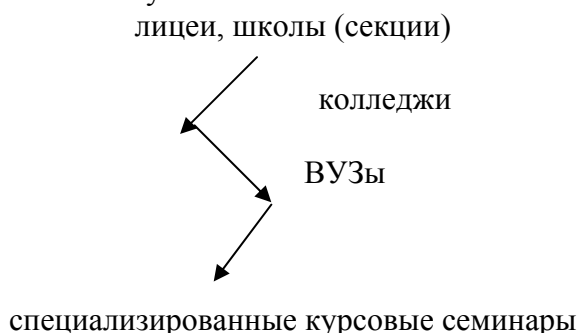 лицеи, школы (секции)
колледжи
ВУЗы
специализированные курсовые семинары